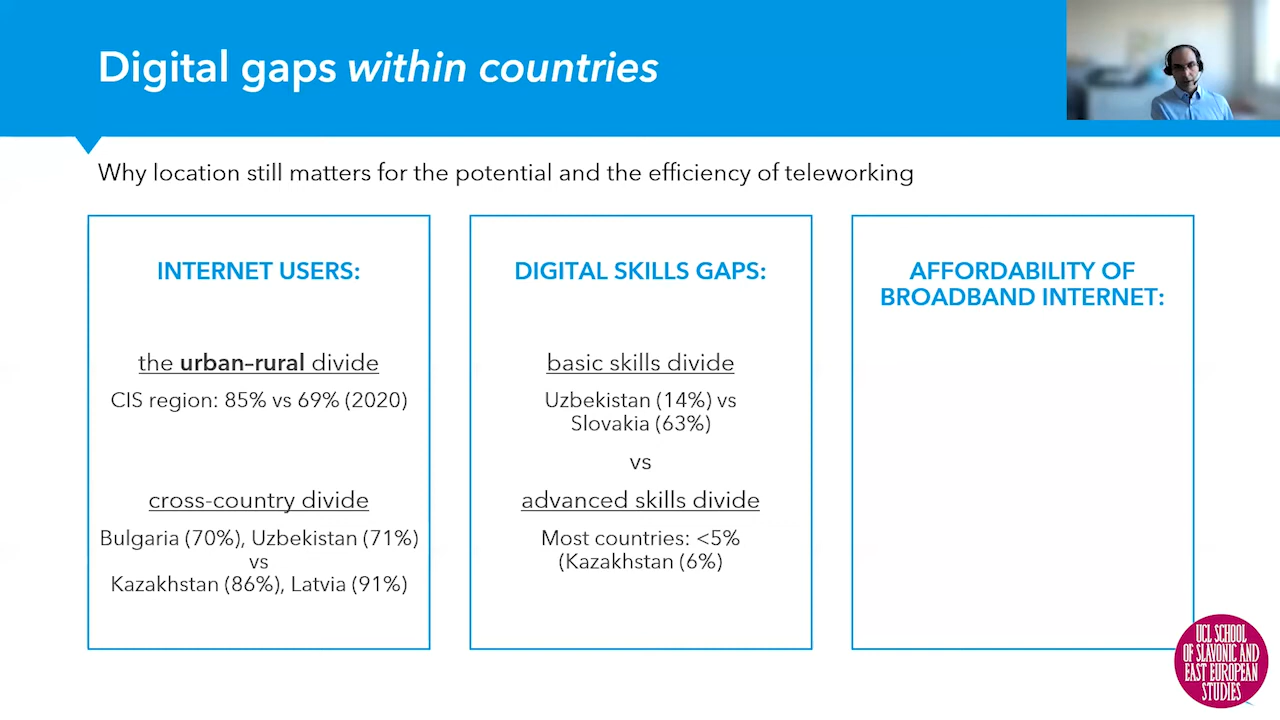 Digital gaps within countries
Why location still matters for the potential and the efficiency of teleworking
INTERNET USERS:
the urban–rural divide
CIS region: 85% vs 69% (2020)
cross-country divide
Bulgaria (70%), Uzbekistan (71%)
vs
Kazakhstan (86%), Latvia (91%)
DIGITAL SKILLS GAPS:
basic skills divide
Uzbekistan (14%) vs
Slovakia (63%)
vs
advanced skills divide
Most countries: <5%
(Kazakhstan (6%)
AFFORDABILITY OF
BROADBAND INTERNET:
UCL SCHOOL
OF SLAVONIC AND
EAST EUROPEAN
STUDIES